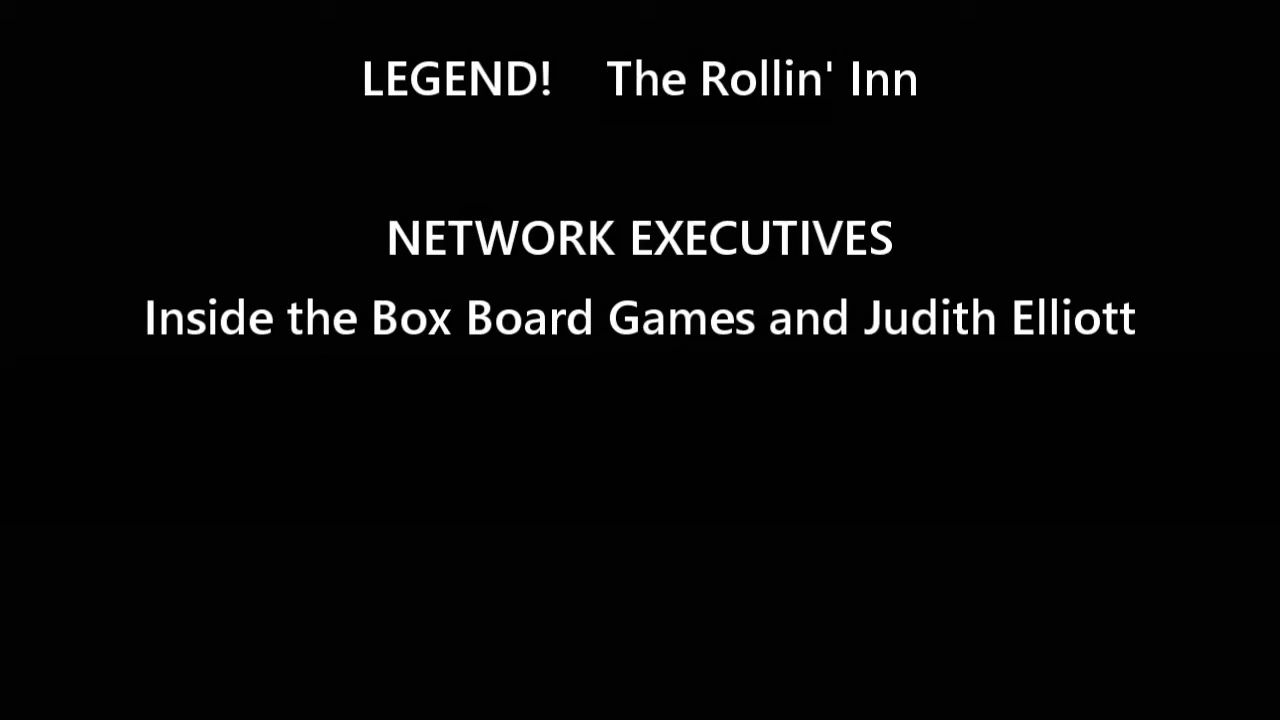 LEGEND! The Rollin' Inn
NETWORK EXECUTIVES
Inside the Box Board Games and Judith Elliott